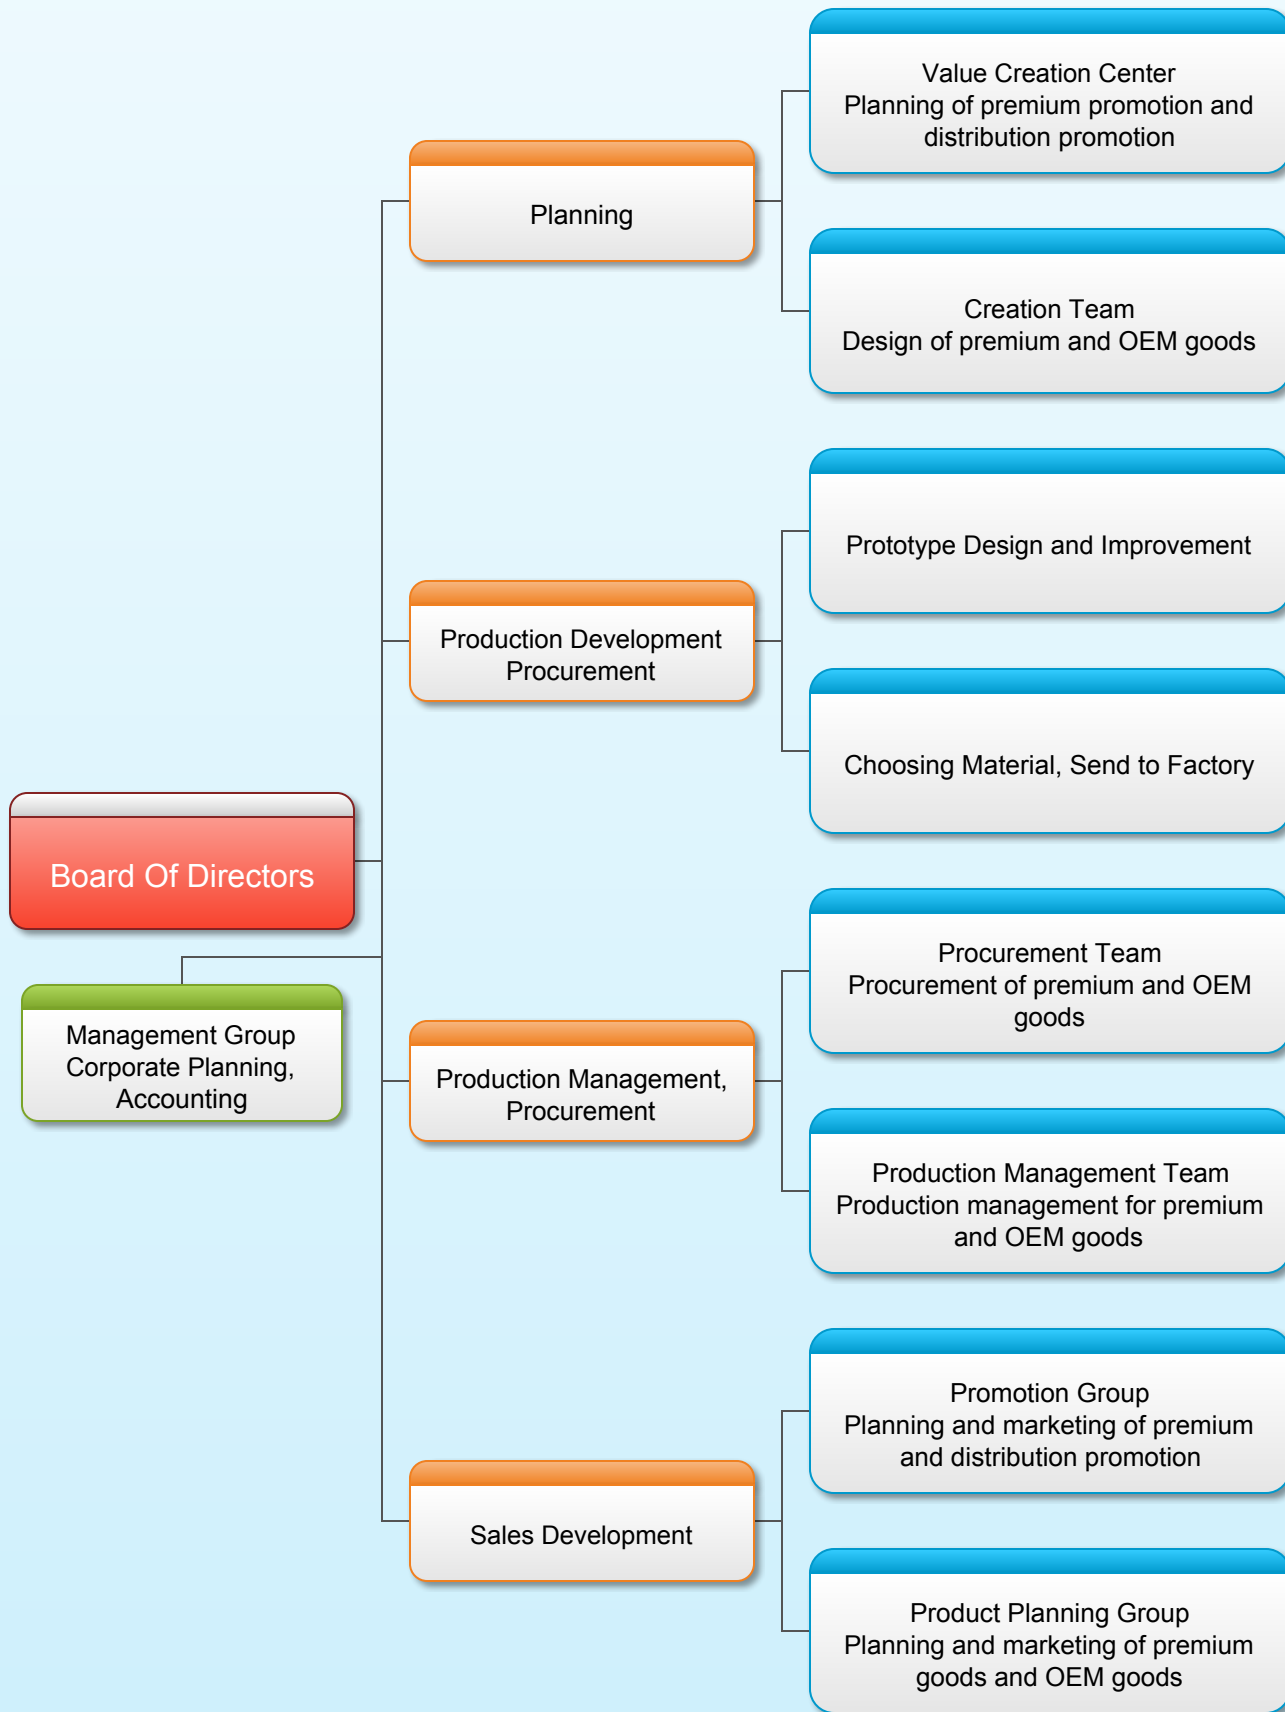 Board Of Directors
Management Group
Corporate Planning,
Accounting
Planning
Value Creation Center
Planning of premium promotion and
distribution promotion
Creation Team
Design of premium and OEM goods
Production Development
Procurement
Prototype Design and Improvement
Choosing Material, Send to Factory
Production Management,
Procurement
Procurement Team
Procurement of premium and OEM
goods
Production Management Team
Production management for premium
and OEM goods
Sales Development
Promotion Group
Planning and marketing of premium
and distribution promotion
Product Planning Group
Planning and marketing of premium
goods and OEM goods